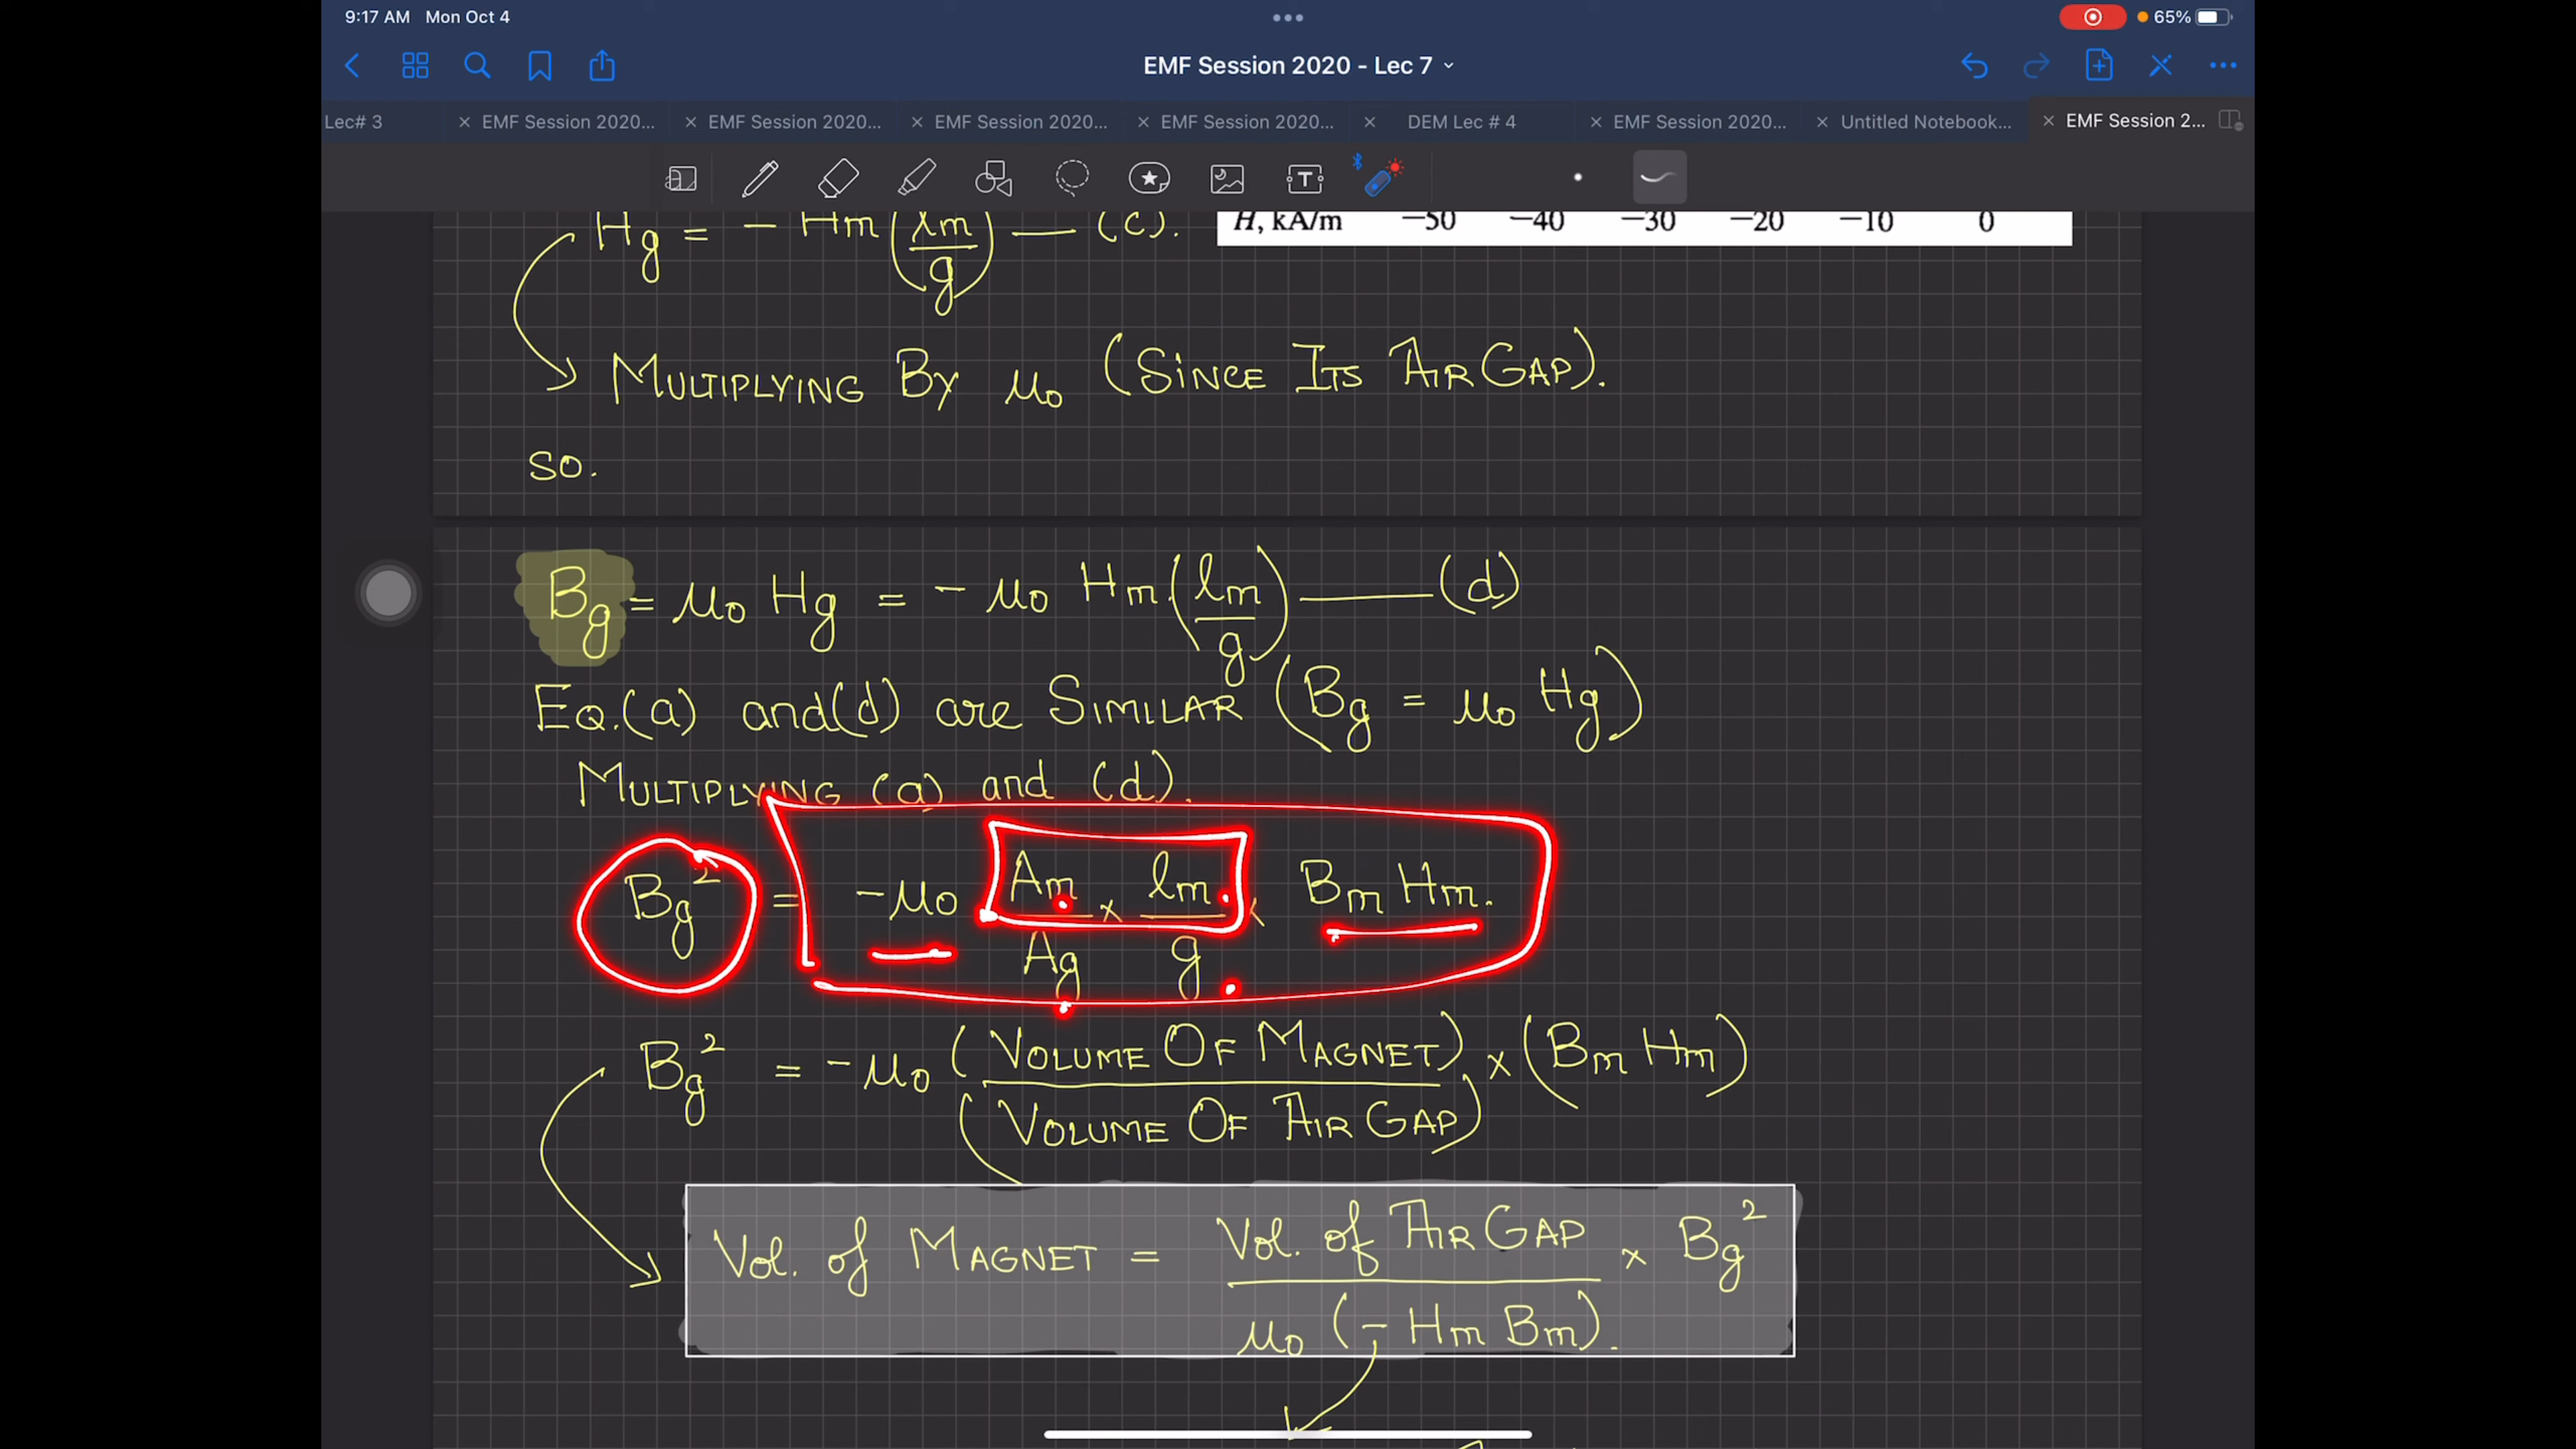 9:17 AM Mon Oct 4
65%
EMF Session 2020 - Lec 7
Lec# 3
EMF Session 2020...
EMF Session 2020...
EMF Session 2020...
EMF Session 2020...
DEM Lec # 4
EMF Session 2020...
Untitled Notebook...
EMF Session 2...
Hg = - Hm (lm/g) — (c).
H, kA/m −50 −40 −30 −20 −10 0
MULTIPLYING By μo (SINCE ITS AIR GAP).
so.
Bg = μo Hg = - μo Hm. (lm/g) — (d)
EQ.(a) and (d) are SIMILAR (Bg = μo Hg)
MULTIPLYING (a) and (d).
Bg² = -μo Am/Ag × lm/g × Bm Hm.
Bg² = -μo (VOLUME OF MAGNET)/(VOLUME OF AIR GAP) × (Bm Hm)
Vol. of MAGNET = Vol. of AIR GAP/μo (- Hm Bm). × Bg²